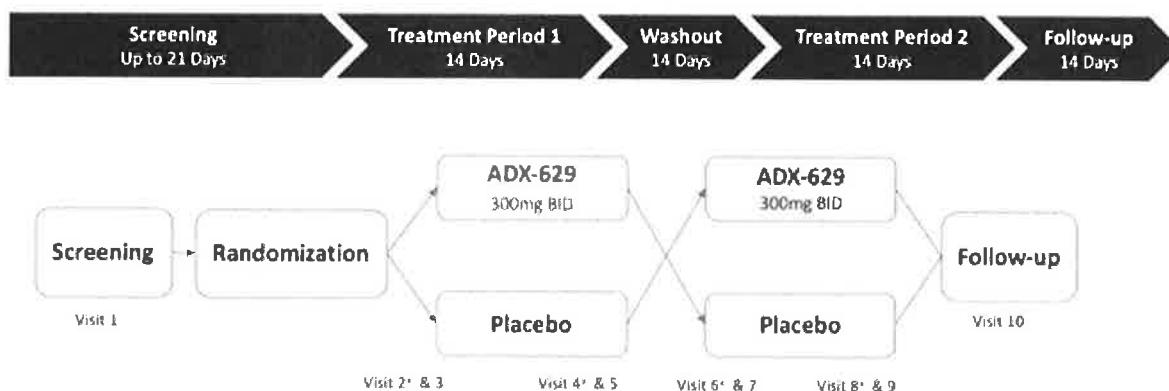 Screening
Up to 21 Days
Treatment Period 1
14 Days
Washout
14 Days
Treatment Period 2
14 Days
Follow-up
14 Days
ADX-629
300mg BID
ADX-629
300mg BID
Screening
Randomization
Follow-up
Placebo
Placebo
Visit 1
Visit 10
Visit 2* & 3
Visit 4* & 5
Visit 6* & 7
Visit 8* & 9